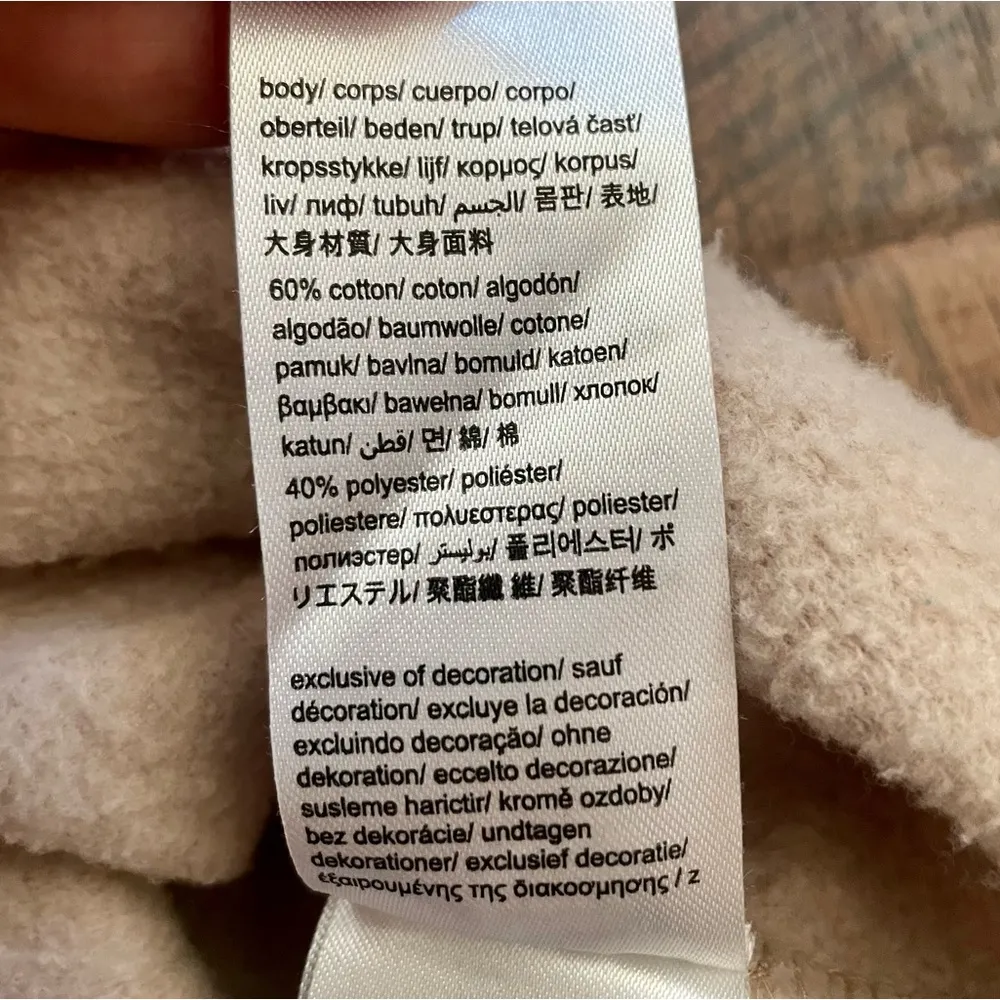 body/ corps/ cuerpo/ corpo/
oberteil/ beden/ trup/ telová časť/
kropsstykke/ lijf/ κορμος/ korpus/
liv/ лиф/ tubuh/ الجسم/ 몸판/ 表地/
大身材質/ 大身面料
60% cotton/ coton/ algodón/
algodão/ baumwolle/ cotone/
pamuk/ bavlna/ bomuld/ katoen/
βαμβακι/ bawełna/ bomull/ хлопок/
katun/ قطن/ 면/ 綿/ 棉
40% polyester/ poliéster/
poliestere/ πολυεστερας/ poliester/
полиэстер/ بوليستر/ 폴리에스터/ ポ
リエステル/ 聚酯纖 維/ 聚酯纤维
exclusive of decoration/ sauf
décoration/ excluye la decoración/
excluindo decoração/ ohne
dekoration/ eccelto decorazione/
susleme harictir/ kromě ozdoby/
bez dekorácie/ undtagen
dekorationer/ exclusief decoratie/
εξαιρουμένης της διακοσμησης / z